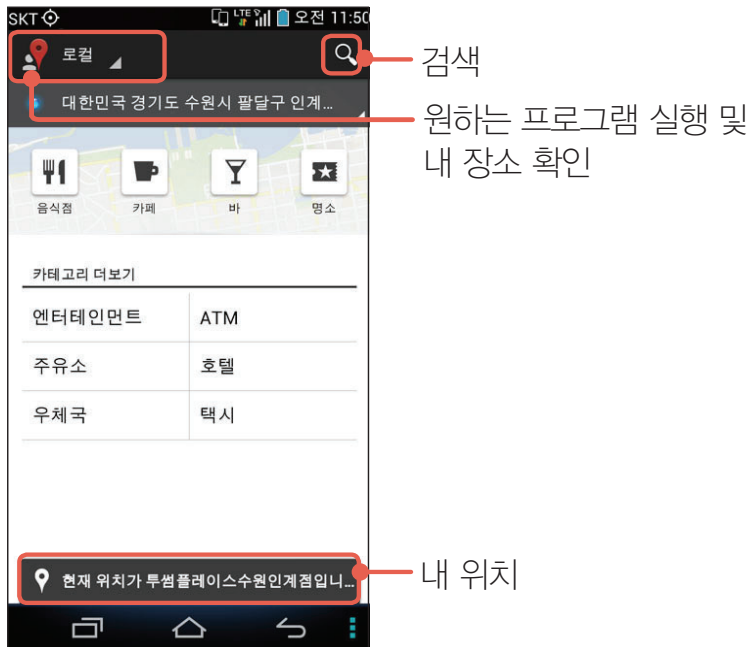 SKT LTE 오전 11:50
로컬
검색
대한민국 경기도 수원시 팔달구 인계...
원하는 프로그램 실행 및
내 장소 확인
음식점 카페 바 명소
카테고리 더보기
엔터테인먼트 ATM
주유소 호텔
우체국 택시
현재 위치가 투썸플레이스수원인계점입니...
내 위치